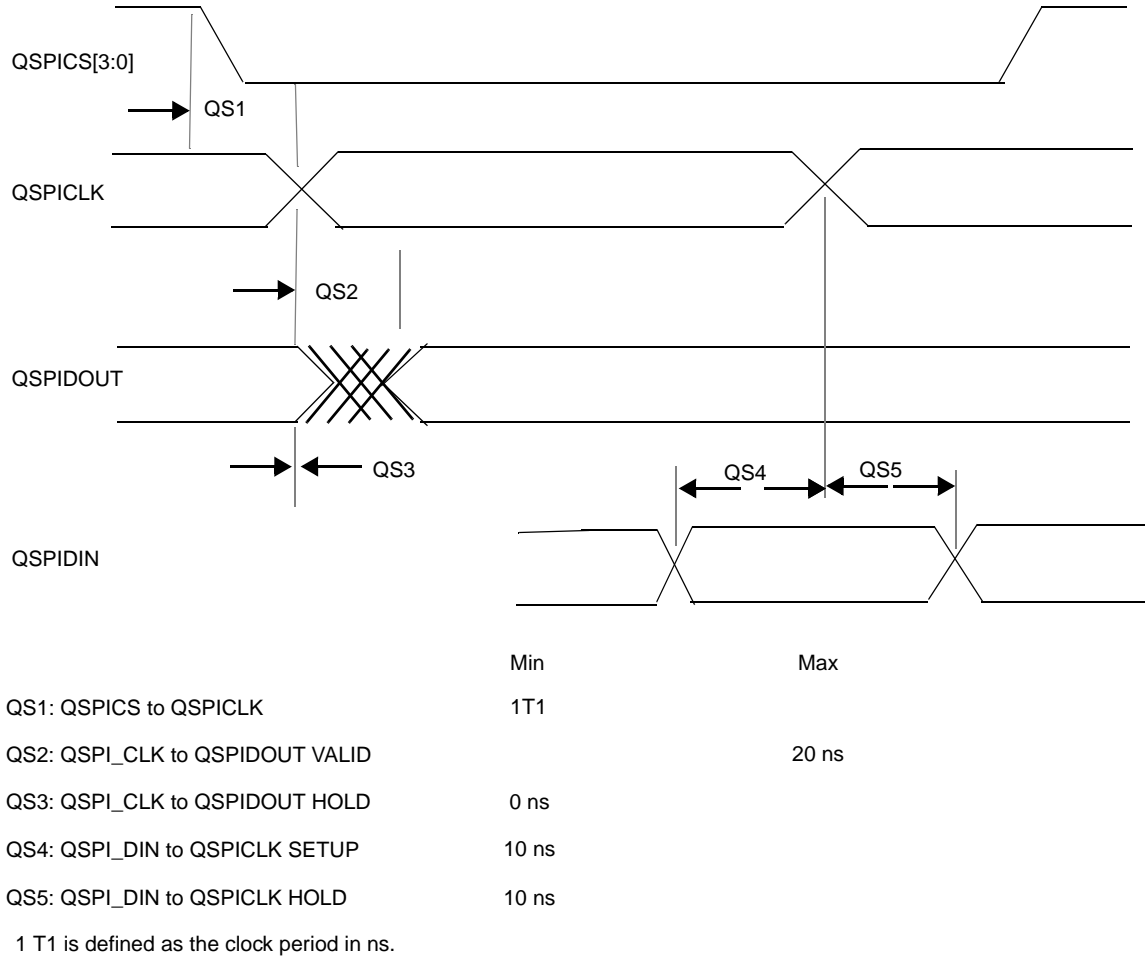 QSPICS[3:0]
QS1
QSPICLK
QS2
QSPIDOUT
QS3
QS4
QS5
QSPIDIN
Min Max
QS1: QSPICS to QSPICLK 1T1
QS2: QSPI_CLK to QSPIDOUT VALID 20 ns
QS3: QSPI_CLK to QSPIDOUT HOLD 0 ns
QS4: QSPI_DIN to QSPICLK SETUP 10 ns
QS5: QSPI_DIN to QSPICLK HOLD 10 ns
1 T1 is defined as the clock period in ns.